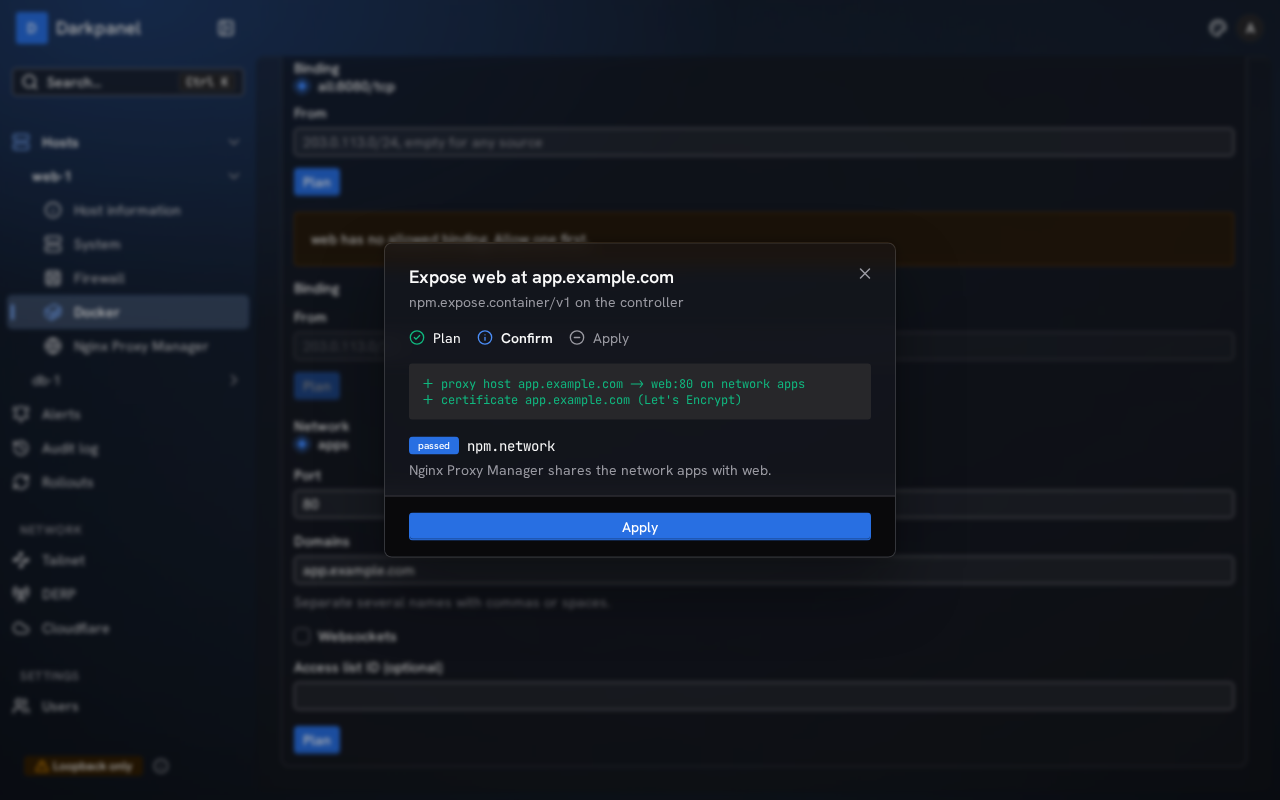 D Darkpanel
A
Search... Ctrl K
Hosts
web-1
Host information
System
Firewall
Docker
Nginx Proxy Manager
db-1
Alerts
Audit log
Rollouts
NETWORK
Tailnet
DERP
Cloudflare
SETTINGS
Users
Loopback only
Binding
all:8080/tcp
From
203.0.113.0/24, empty for any source
Plan
web has no allowed binding. Allow one first.
Binding
From
Plan
Network
apps
Port
80
Domains
app.example.com
Separate several names with commas or spaces.
Websockets
Access list ID (optional)
Plan
Expose web at app.example.com
npm.expose.container/v1 on the controller
Plan Confirm Apply
+ proxy host app.example.com → web:80 on network apps
+ certificate app.example.com (Let's Encrypt)
passed npm.network
Nginx Proxy Manager shares the network apps with web.
Apply